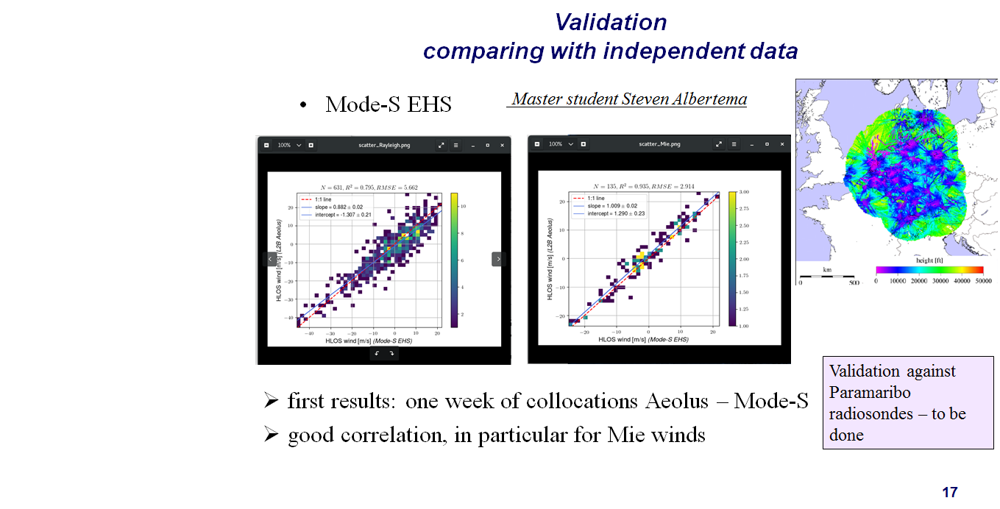 Validation
comparing with independent data
• Mode-S EHS
Master student Steven Albertema
100%
scatter_Rayleigh.png
N = 631, R² = 0.795, RMSE = 5.662
1:1 line
slope = 0.882 ± 0.02
intercept = -1.307 ± 0.21
HLOS wind [m/s] (L2B Aeolus)
20
10
0
−10
−20
−30
−40
−40 −30 −20 −10 0 10 20
HLOS wind [m/s] (Mode-S EHS)
10
8
6
4
2
100%
scatter_Mie.png
N = 135, R² = 0.935, RMSE = 2.914
1:1 line
slope = 1.009 ± 0.02
intercept = 1.290 ± 0.23
HLOS wind [m/s] (L2B Aeolus)
20
10
0
−10
−20
−20 −10 0 10 20
HLOS wind [m/s] (Mode-S EHS)
3.00
2.75
2.50
2.25
2.00
1.75
1.50
1.25
1.00
km
0 500
height [ft]
0 10000 20000 30000 40000 50000
➢ first results: one week of collocations Aeolus – Mode-S
➢ good correlation, in particular for Mie winds
Validation against
Paramaribo
radiosondes – to be
done
17